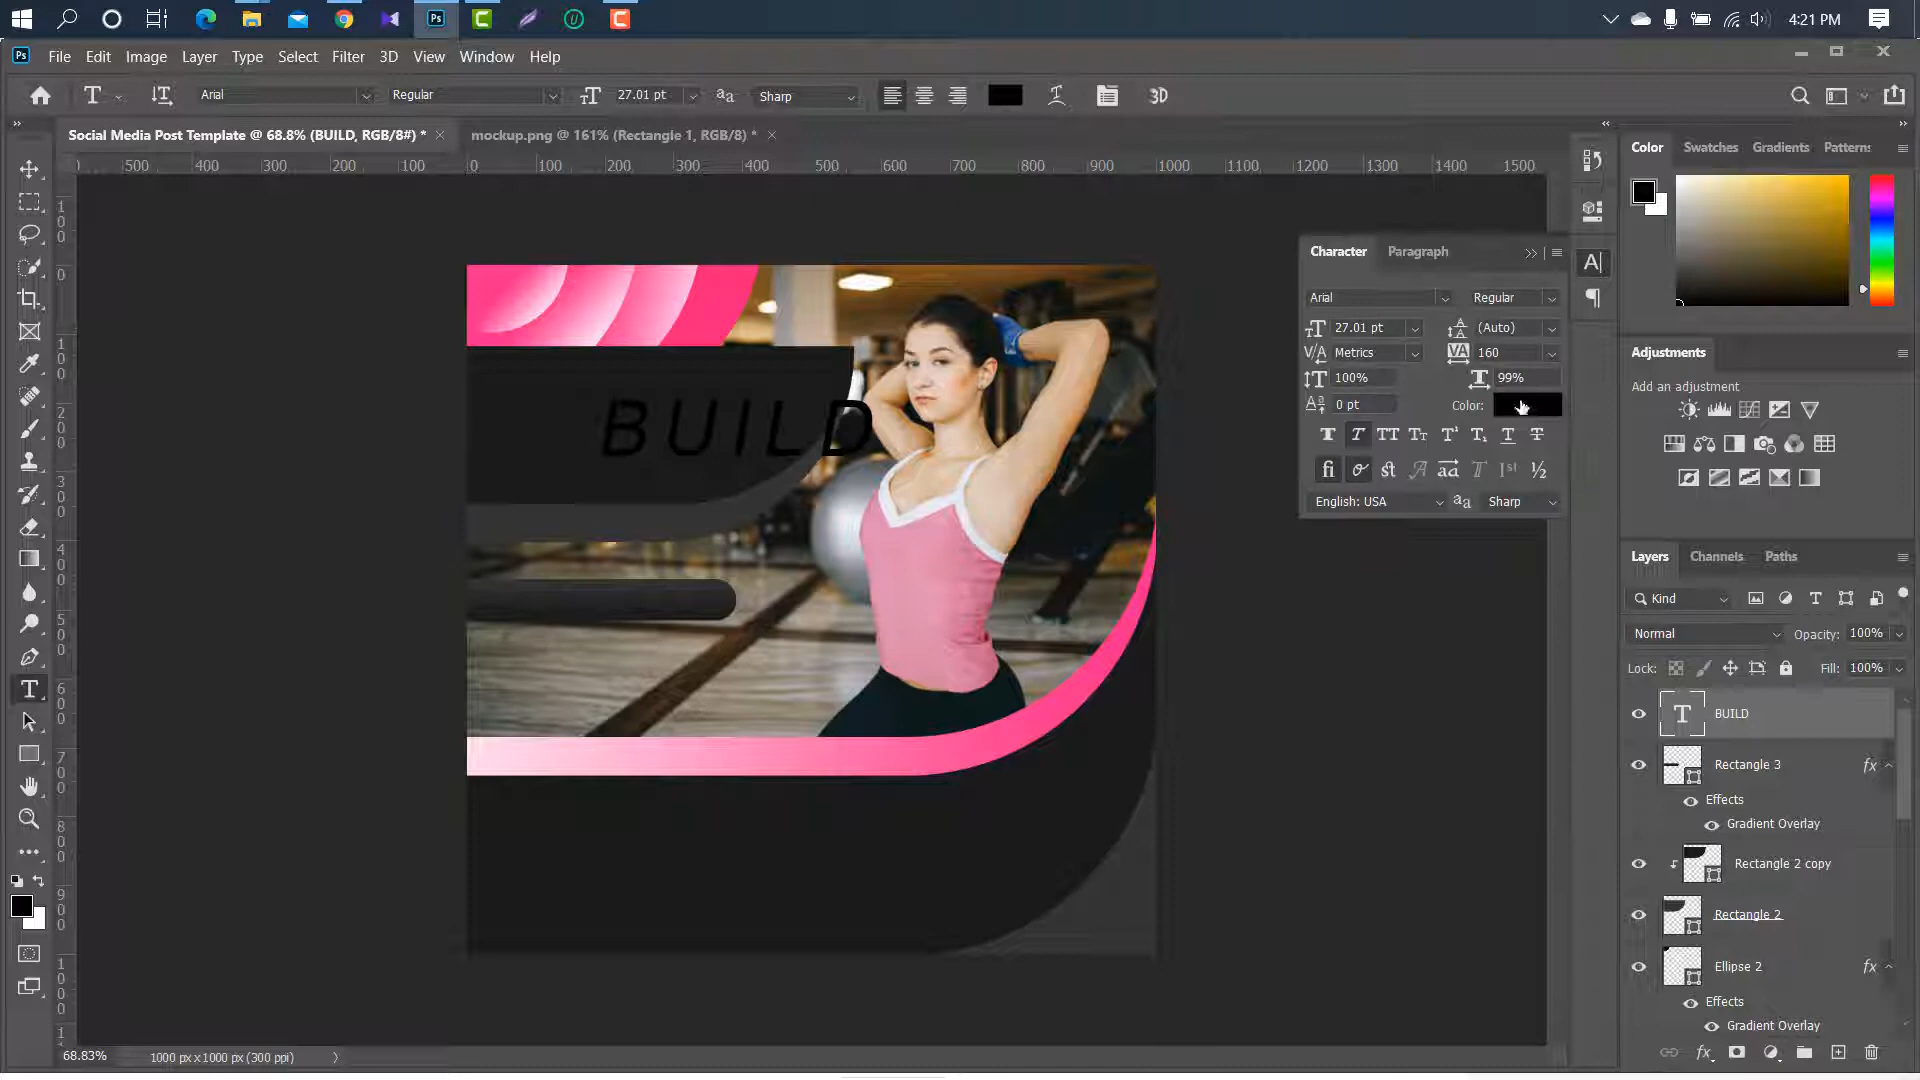 4:21 PM
Ps File Edit Image Layer Type Select Filter 3D View Window Help
Arial Regular 27.01 pt Sharp 3D
Social Media Post Template @ 68.8% (BUILD, RGB/8#) * mockup.png @ 161% (Rectangle 1, RGB/8) *
500 400 300 200 100 0 100 200 300 400 500 600 700 800 900 1000 1100 1200 1300 1400 1500
Color Swatches Gradients Patterns
Character Paragraph
Arial Regular
27.01 pt (Auto)
Metrics 160
100% 99%
0 pt Color:
English: USA Sharp
BUILD
Adjustments
Add an adjustment
Layers Channels Paths
Kind
Normal Opacity: 100%
Lock: Fill: 100%
BUILD
Rectangle 3 fx
Effects
Gradient Overlay
Rectangle 2 copy
Rectangle 2
Ellipse 2 fx
Effects
Gradient Overlay
68.83% 1000 px x 1000 px (300 ppi)